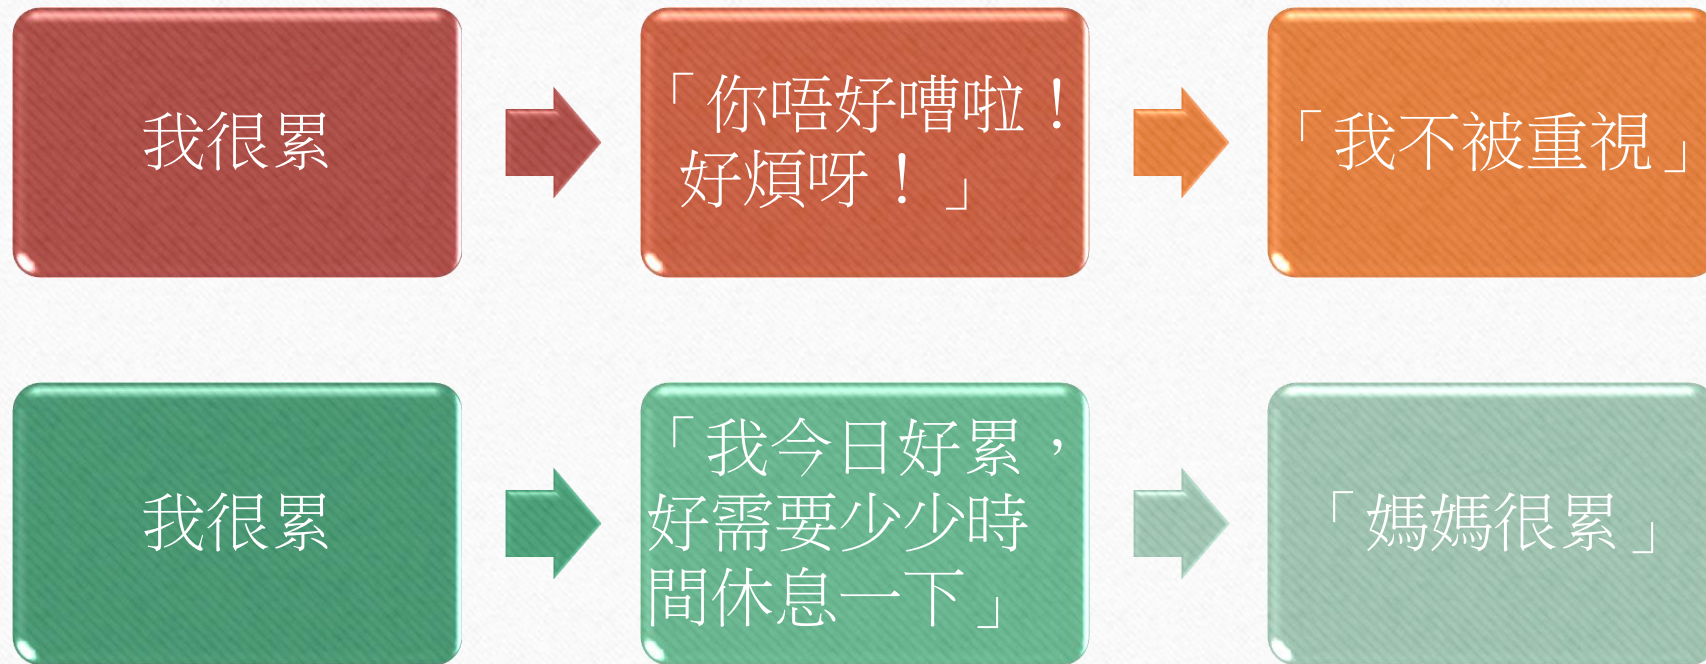 我很累
「你唔好嘈啦！
好煩呀！」
「我不被重視」
我很累
「我今日好累，
好需要少少時
間休息一下」
「媽媽很累」